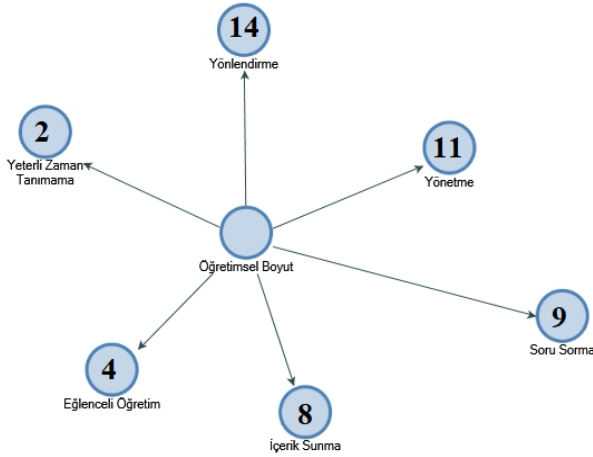 14
Yönlendirme
2
Yeterli Zaman
Tanımama
11
Yönetme
Öğretimsel Boyut
9
Soru Sorma
4
Eğlenceli Öğretim
8
İçerik Sunma